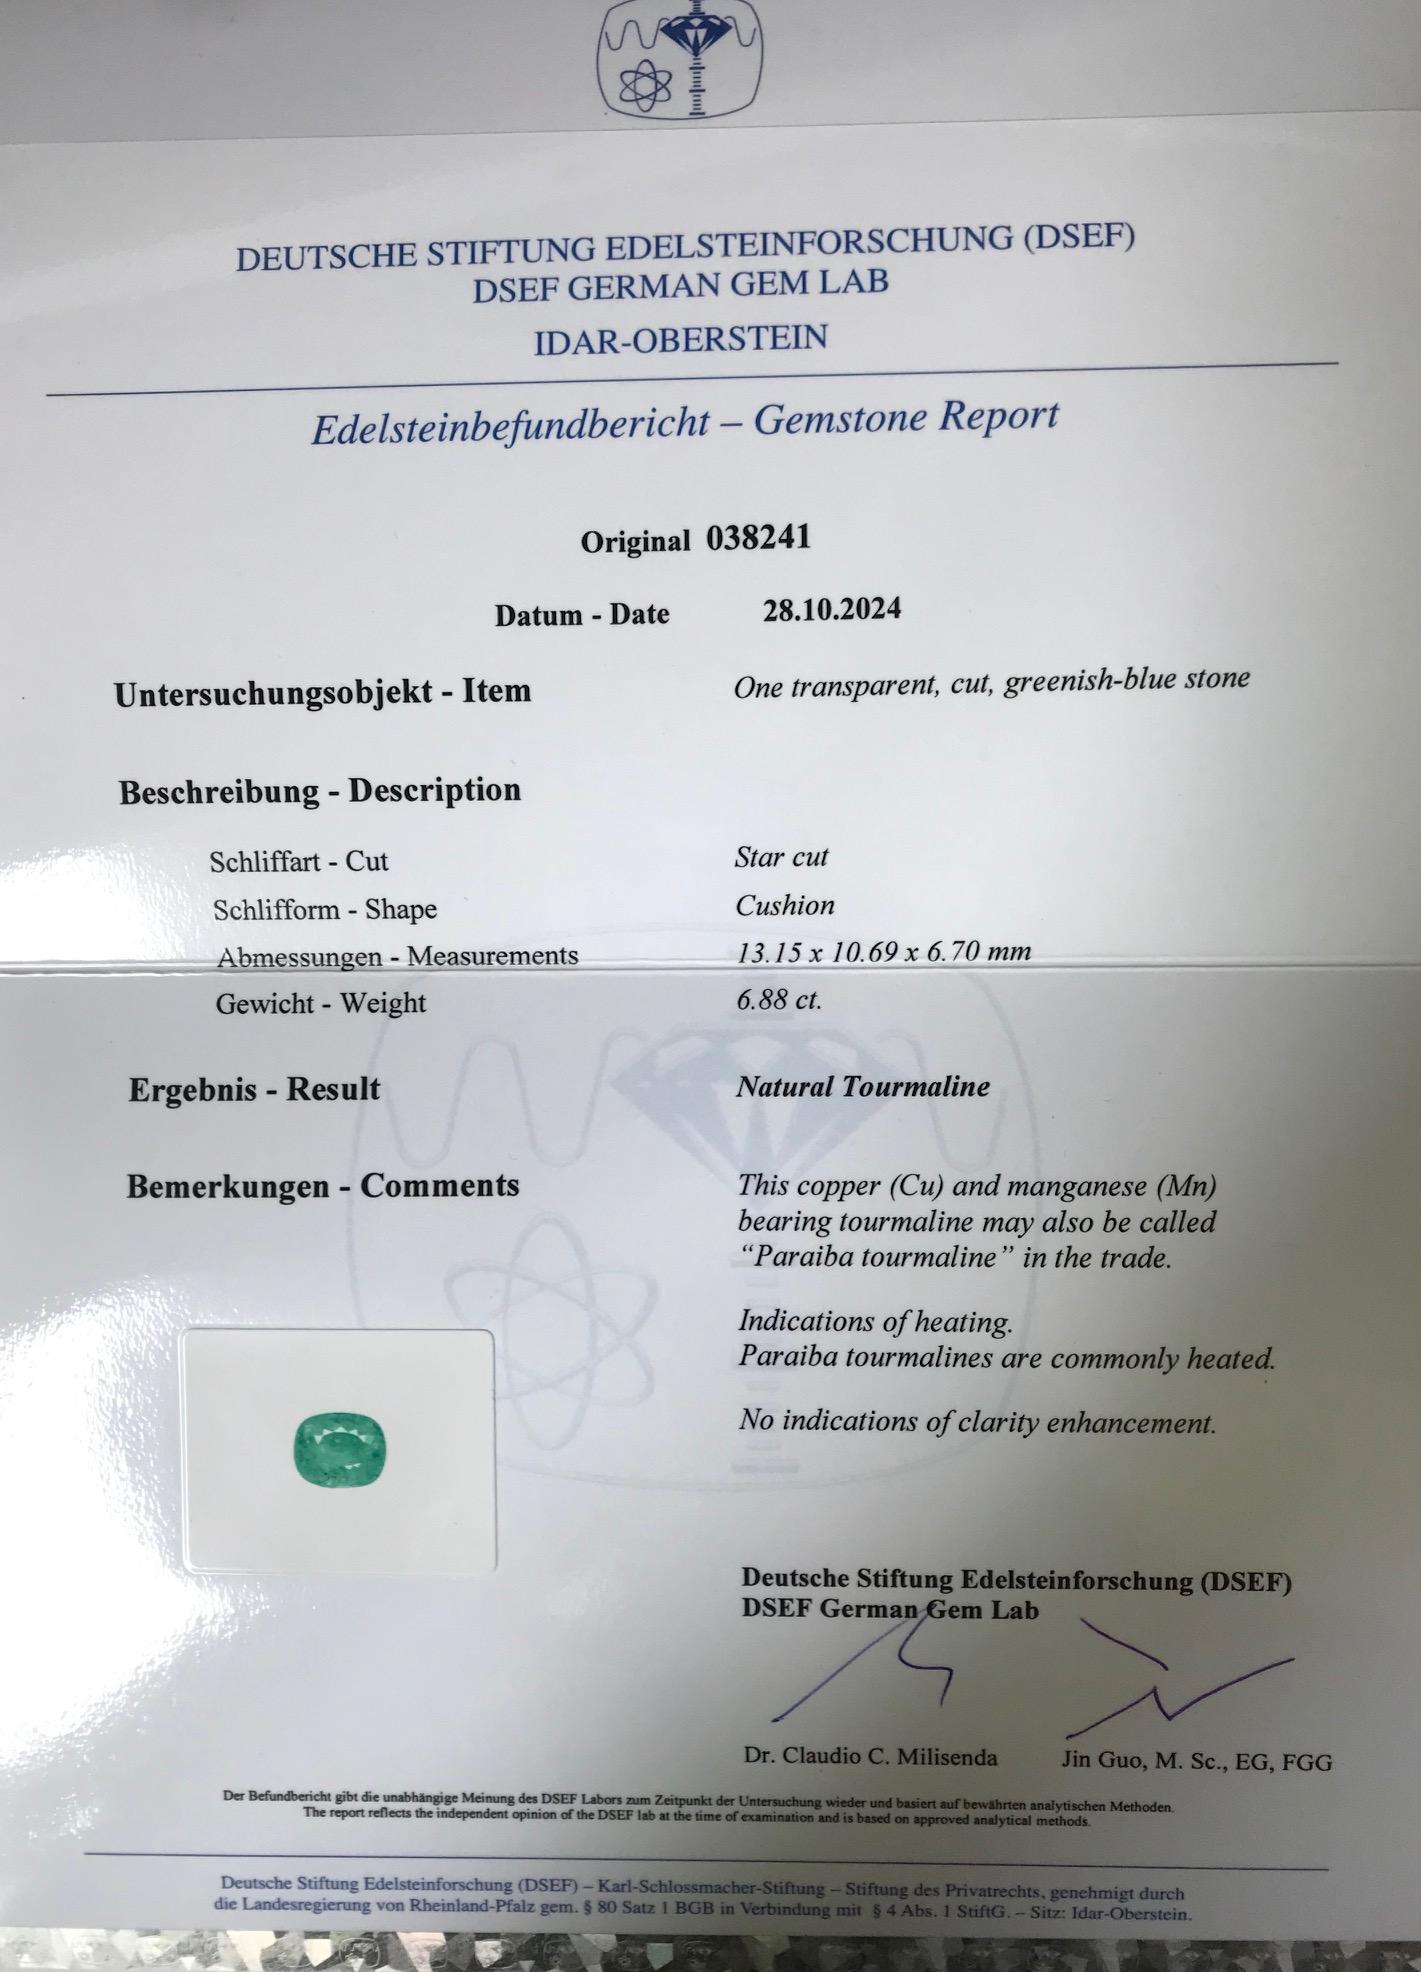 DEUTSCHE STIFTUNG EDELSTEINFORSCHUNG (DSEF)
DSEF GERMAN GEM LAB
IDAR-OBERSTEIN
Edelsteinbefundbericht – Gemstone Report
Original 038241
Datum - Date 28.10.2024
Untersuchungsobjekt - Item One transparent, cut, greenish-blue stone
Beschreibung - Description
Schliffart - Cut Star cut
Schlifform - Shape Cushion
Abmessungen - Measurements 13.15 x 10.69 x 6.70 mm
Gewicht - Weight 6.88 ct.
Ergebnis - Result Natural Tourmaline
Bemerkungen - Comments This copper (Cu) and manganese (Mn)
bearing tourmaline may also be called
“Paraiba tourmaline” in the trade.
Indications of heating.
Paraiba tourmalines are commonly heated.
No indications of clarity enhancement.
Deutsche Stiftung Edelsteinforschung (DSEF)
DSEF German Gem Lab
Dr. Claudio C. Milisenda Jin Guo, M. Sc., EG, FGG
Der Befundbericht gibt die unabhängige Meinung des DSEF Labors zum Zeitpunkt der Untersuchung wieder und basiert auf bewährten analytischen Methoden.
The report reflects the independent opinion of the DSEF lab at the time of examination and is based on approved analytical methods.
Deutsche Stiftung Edelsteinforschung (DSEF) – Karl-Schlossmacher-Stiftung – Stiftung des Privatrechts, genehmigt durch
die Landesregierung von Rheinland-Pfalz gem. § 80 Satz 1 BGB in Verbindung mit § 4 Abs. 1 StiftG. – Sitz: Idar-Oberstein.